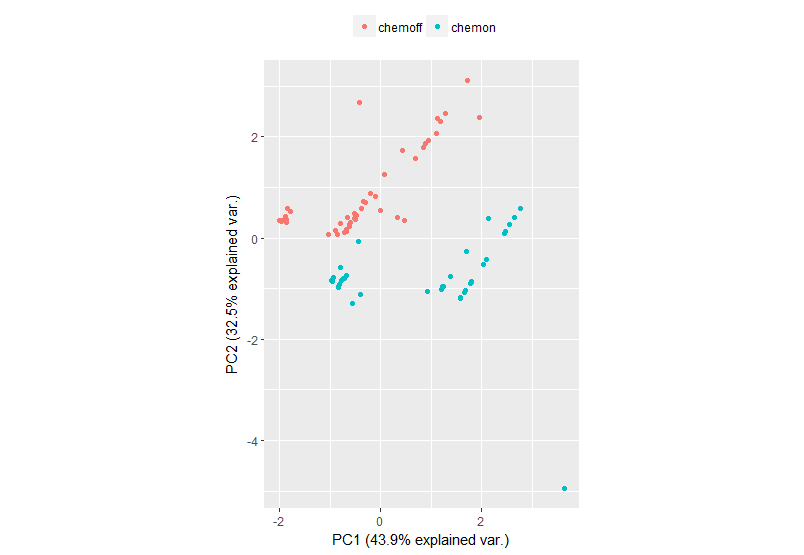 chemoff chemon
2
0
-2
-4
PC2 (32.5% explained var.)
-2 0 2
PC1 (43.9% explained var.)